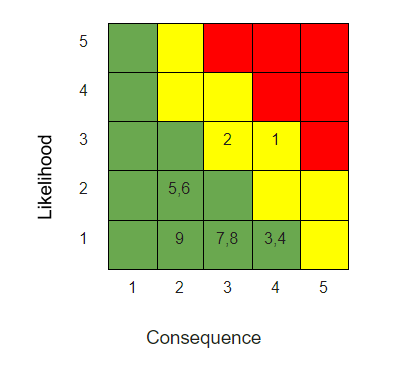 5
4
3 2 1
Likelihood
2 5,6
1 9 7,8 3,4
1 2 3 4 5
Consequence